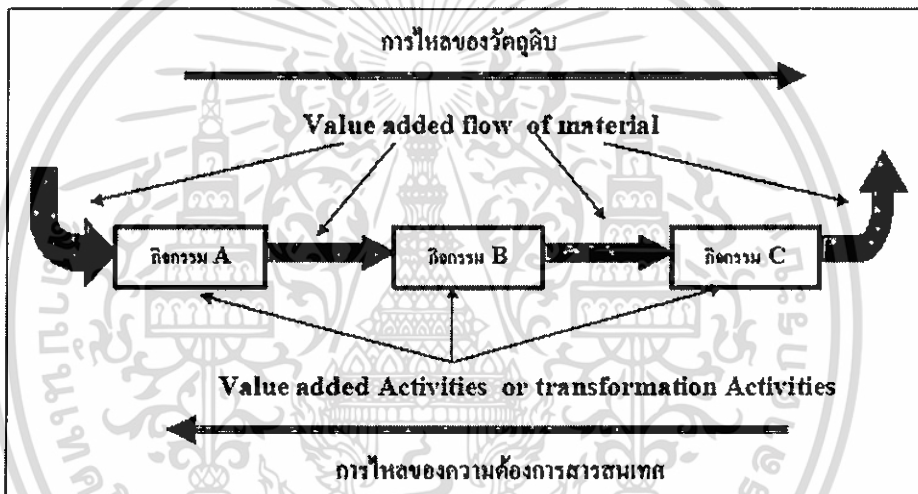 การไหลของวัตถุดิบ
Value added flow of material
กิจกรรม A กิจกรรม B กิจกรรม C
Value added Activities or transformation Activities
การไหลของความต้องการสารสนเทศ